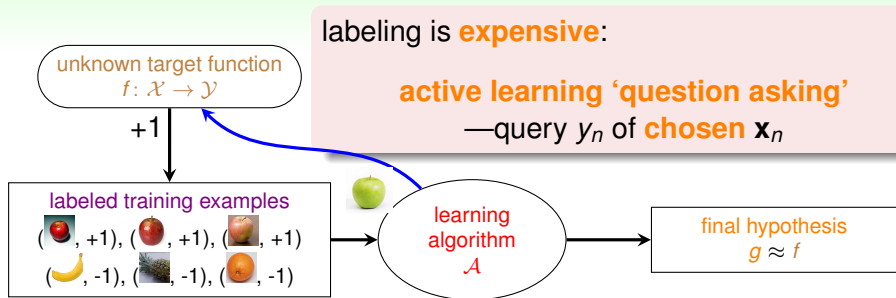 labeling is expensive:
active learning ‘question asking’
—query yn of chosen xn
unknown target function
f: X → Y
+1
labeled training examples
( , +1), ( , +1), ( , +1)
( , -1), ( , -1), ( , -1)
learning
algorithm
A
final hypothesis
g ≈ f